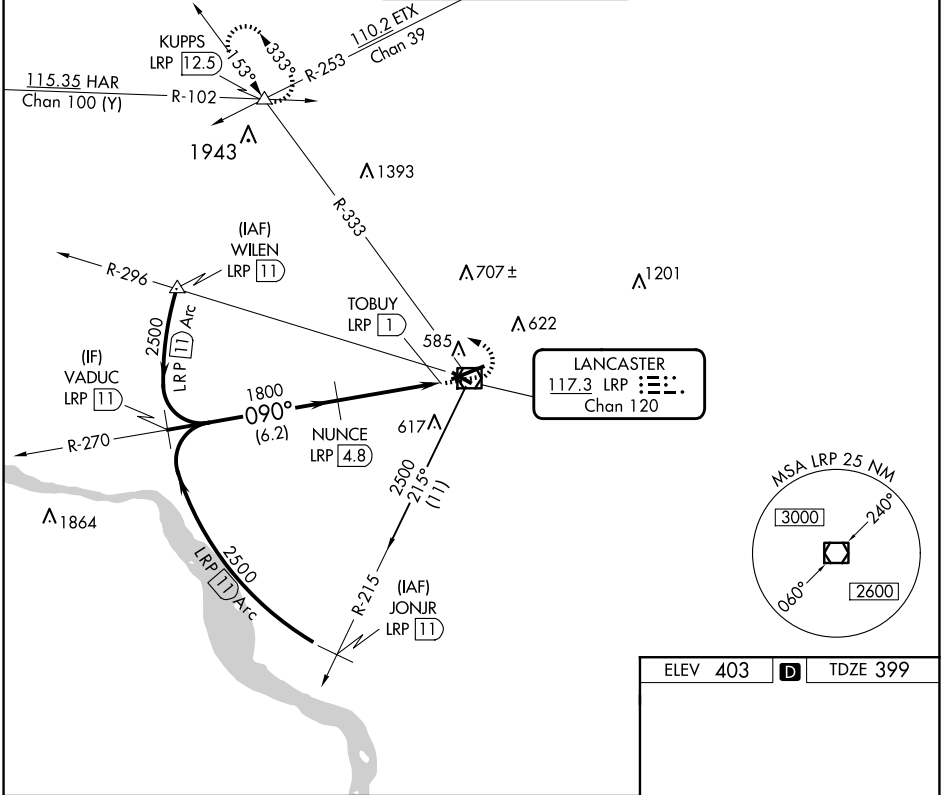 110.2 ETX
Chan 39
R-253
KUPPS
LRP 12.5
153°
333°
115.35 HAR
Chan 100 (Y)
R-102
1943
1393
R-333
(IAF)
WILEN
LRP 11
R-296
707 ±
1201
TOBUY
LRP 1
622
585
2500
LRP 11 Arc
(IF)
VADUC
LRP 11
LANCASTER
117.3 LRP
Chan 120
1800
090°
(6.2)
NUNCE
LRP 4.8
617
R-270
2500
215°
(11)
MSA LRP 25 NM
3000
240°
060°
2600
1864
2500
LRP 11 Arc
R-215
(IAF)
JONJR
LRP 11
ELEV 403 D TDZE 399